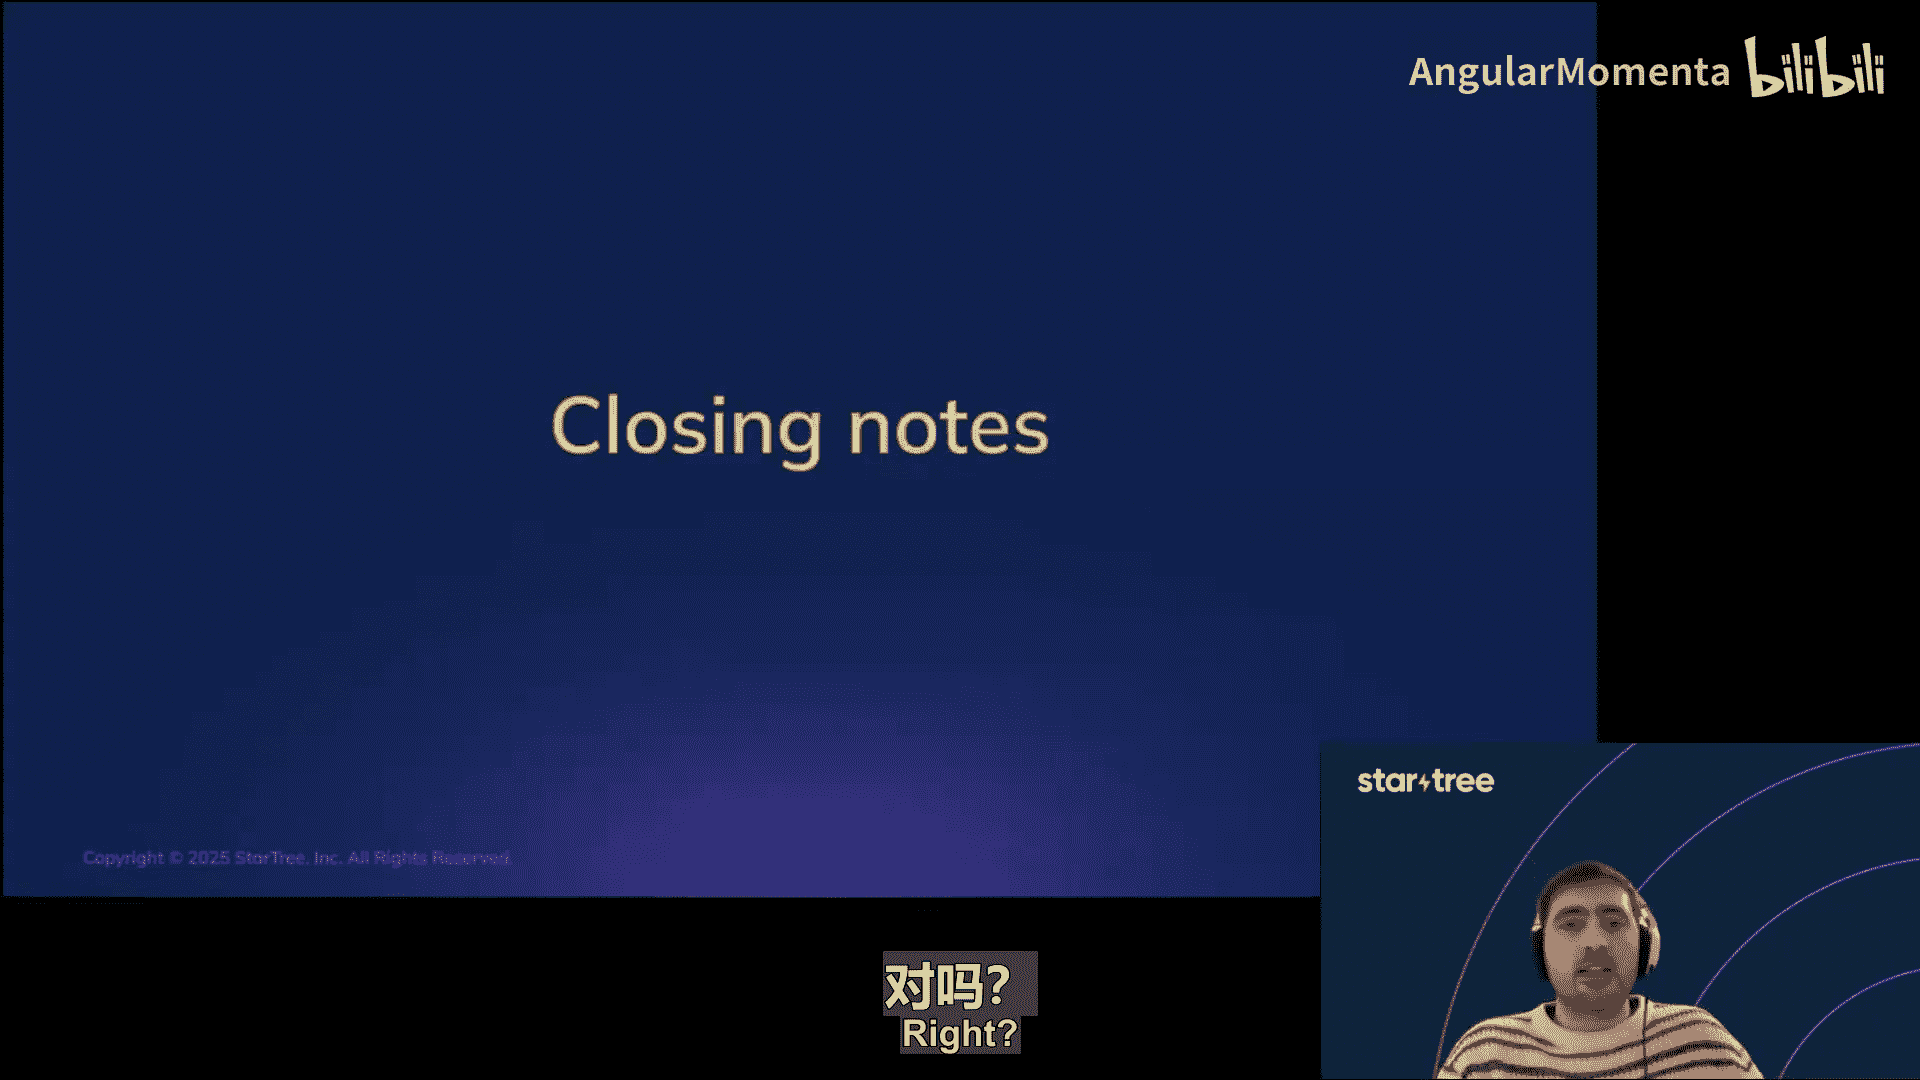 AngularMomenta bilibili
Closing notes
star tree
Copyright © 2025 StarTree, Inc. All Rights Reserved.
对吗？
Right?